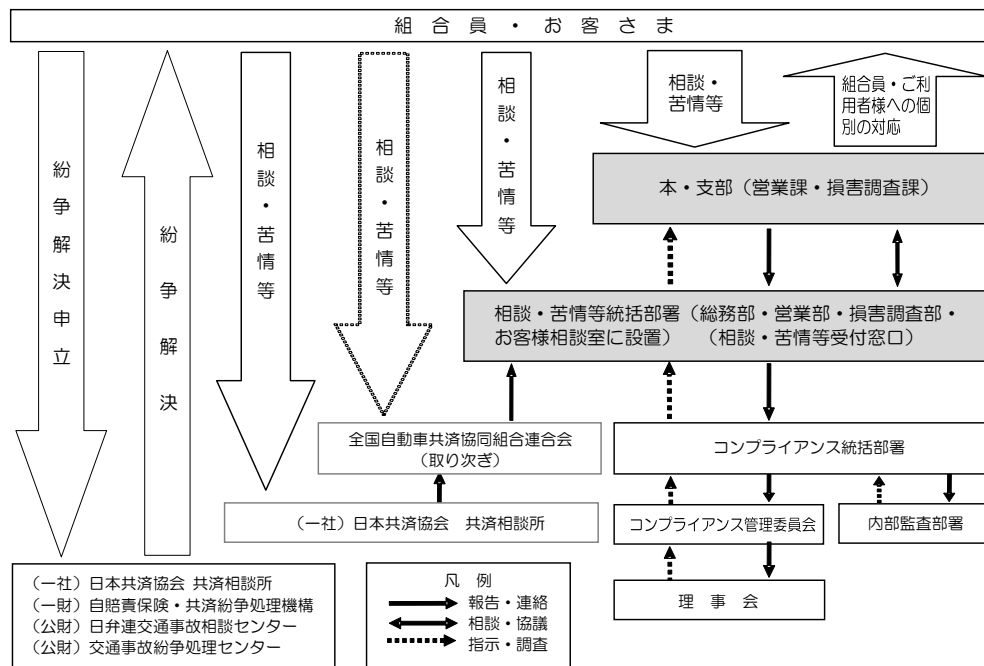 組合員・お客さま
紛争解決申立
紛争解決
相談・苦情等
相談・苦情等
相談・苦情等
相談・
苦情等
組合員・ご利
用者様への個
別の対応
本・支部（営業課・損害調査課）
相談・苦情等統括部署（総務部・営業部・損害調査部・
お客様相談室に設置）　（相談・苦情等受付窓口）
全国自動車共済協同組合連合会
（取り次ぎ）
コンプライアンス統括部署
（一社）日本共済協会　共済相談所
コンプライアンス管理委員会
内部監査部署
理事会
（一社）日本共済協会 共済相談所
（一財）自賠責保険・共済紛争処理機構
（公財）日弁連交通事故相談センター
（公財）交通事故紛争処理センター
凡 例
報告・連絡
相談・協議
指示・調査